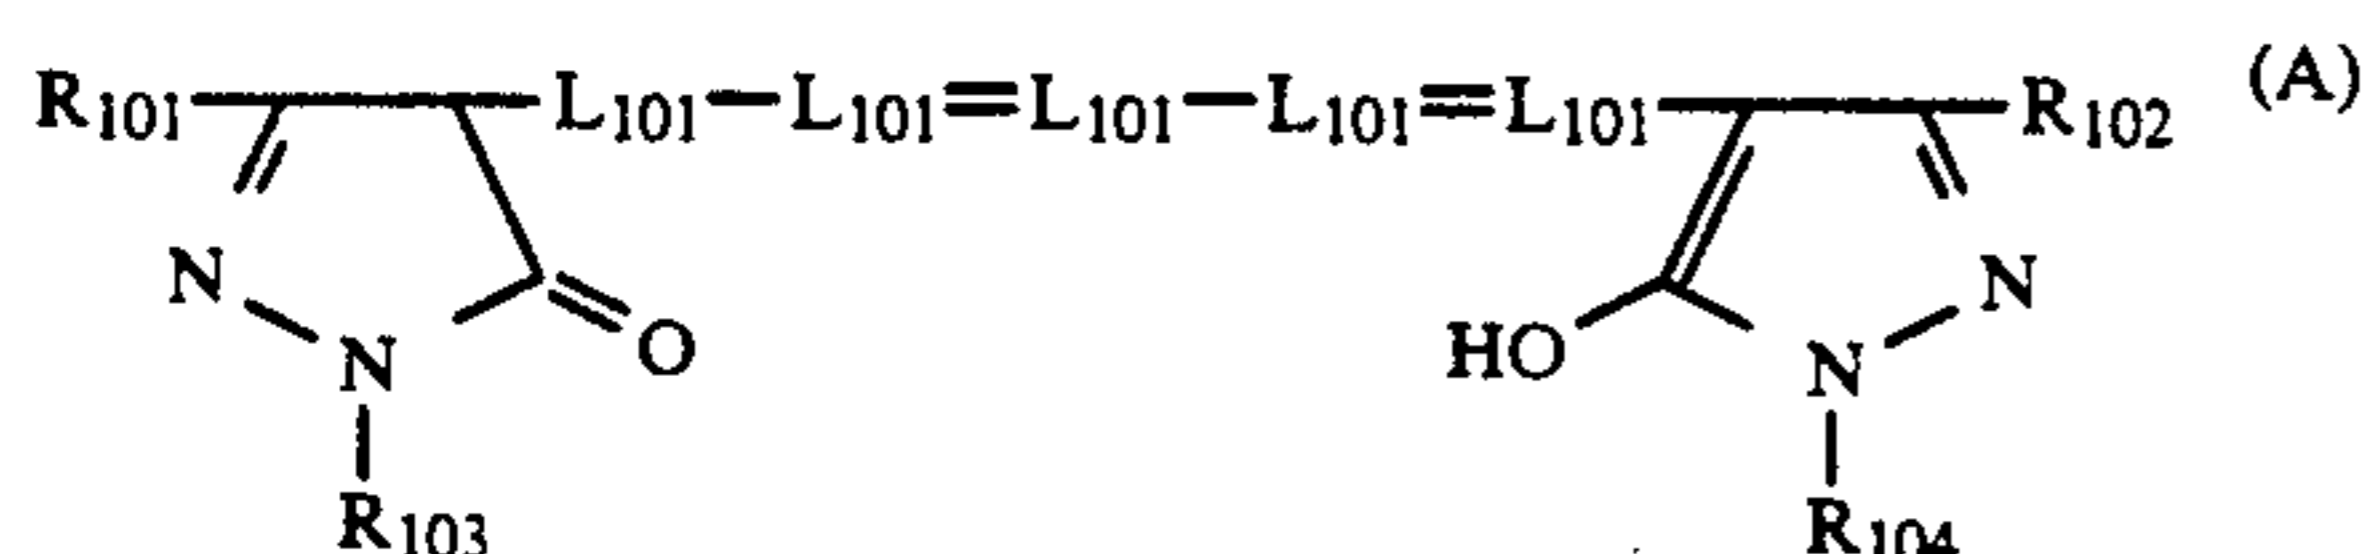 R101 L101 — L101 = L101 — L101 = L101 R102 (A)
N N
HO
O
N N
R103 R104